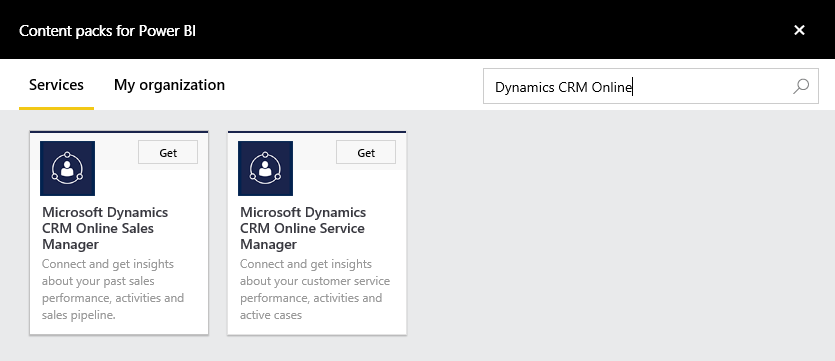 Content packs for Power BI
Services
My organization
Dynamics CRM Online
Get
Microsoft Dynamics
CRM Online Sales
Manager
Connect and get insights
about your past sales
performance, activities and
sales pipeline.
Get
Microsoft Dynamics
CRM Online Service
Manager
Connect and get insights
about your customer service
performance, activities and
active cases